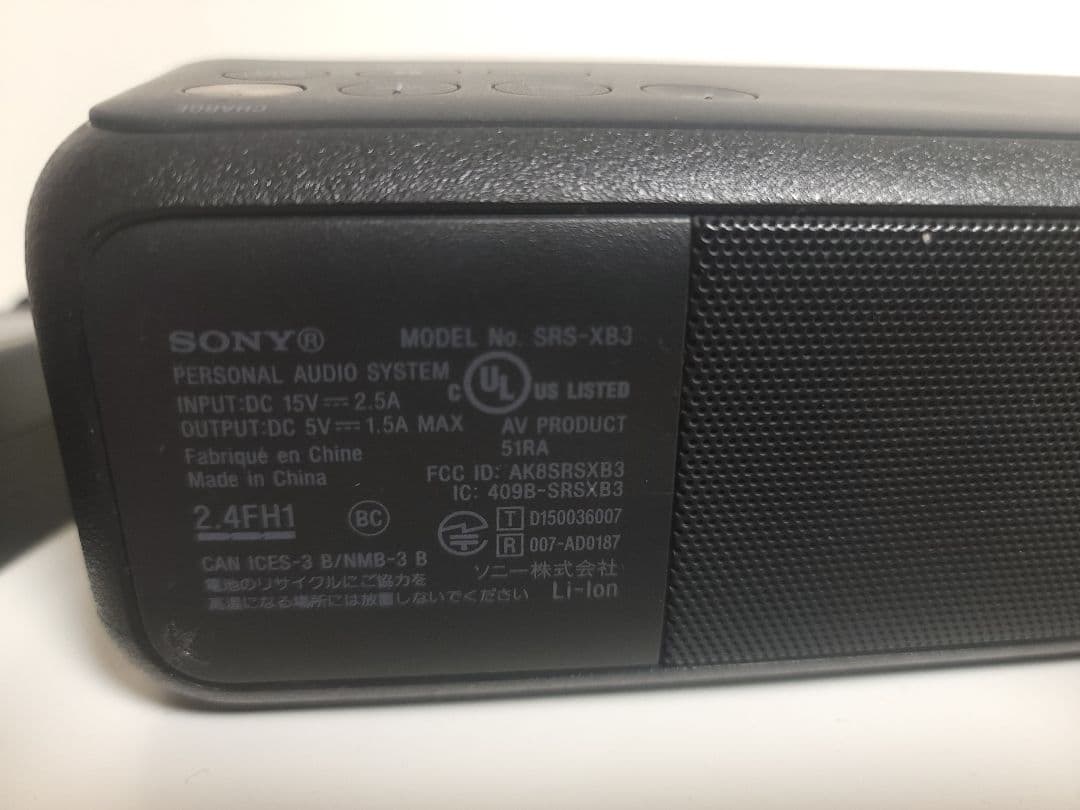 CHARGE
SONY® MODEL No. SRS-XB3
PERSONAL AUDIO SYSTEM
C UL US LISTED
INPUT:DC 15V⎓2.5A
OUTPUT:DC 5V⎓1.5A MAX
AV PRODUCT
51RA
Fabriqué en Chine
Made in China
FCC ID: AK8SRSXB3
IC: 409B-SRSXB3
2.4FH1
BC
T D150036007
R 007-AD0187
CAN ICES-3 B/NMB-3 B
ソニー株式会社
電池のリサイクルにご協力を
高温になる場所には放置しないでください
Li-Ion